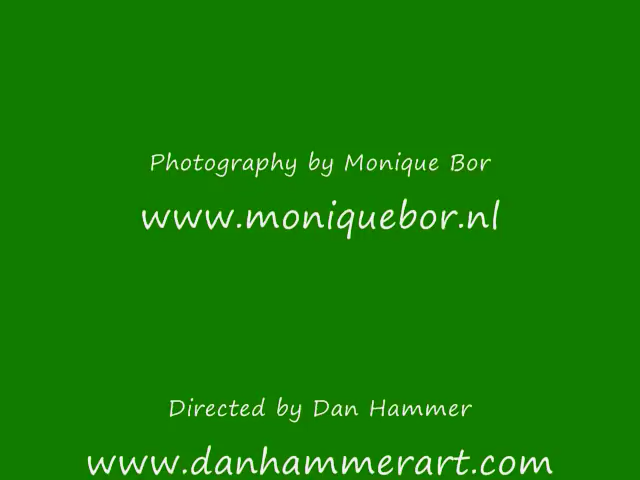 Photography by Monique Bor
www.moniquebor.nl
Directed by Dan Hammer
www.danhammerart.com